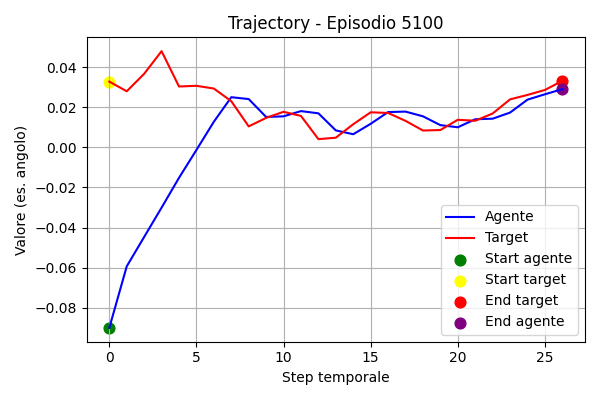 Trajectory - Episodio 5100
Valore (es. angolo)
0.04
0.02
0.00
−0.02
−0.04
−0.06
−0.08
0
5
10
15
20
25
Step temporale
Agente
Target
Start agente
Start target
End target
End agente